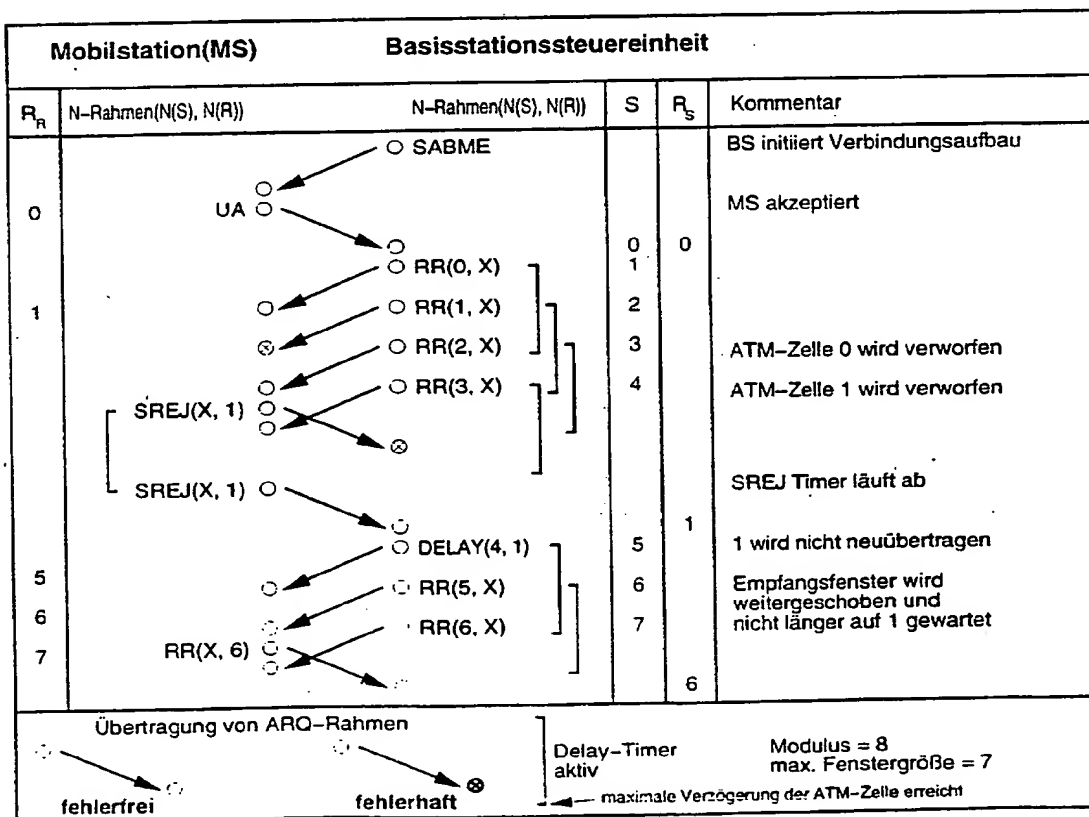 Mobilstation(MS) Basisstationssteuereinheit
R_R N–Rahmen(N(S), N(R)) N–Rahmen(N(S), N(R)) S R_S Kommentar
SABME BS initiiert Verbindungsaufbau
0 UA MS akzeptiert
0 0
RR(0, X) 1
1 RR(1, X) 2
RR(2, X) 3 ATM–Zelle 0 wird verworfen
RR(3, X) 4 ATM–Zelle 1 wird verworfen
SREJ(X, 1)
SREJ(X, 1) SREJ Timer läuft ab
1
DELAY(4, 1) 5 1 wird nicht neuübertragen
5 RR(5, X) 6 Empfangsfenster wird
weitergeschoben und
6 RR(6, X) 7 nicht länger auf 1 gewartet
7 RR(X, 6)
6
Übertragung von ARQ–Rahmen
fehlerfrei fehlerhaft
Delay–Timer
aktiv
Modulus = 8
max. Fenstergröße = 7
maximale Verzögerung der ATM–Zelle erreicht